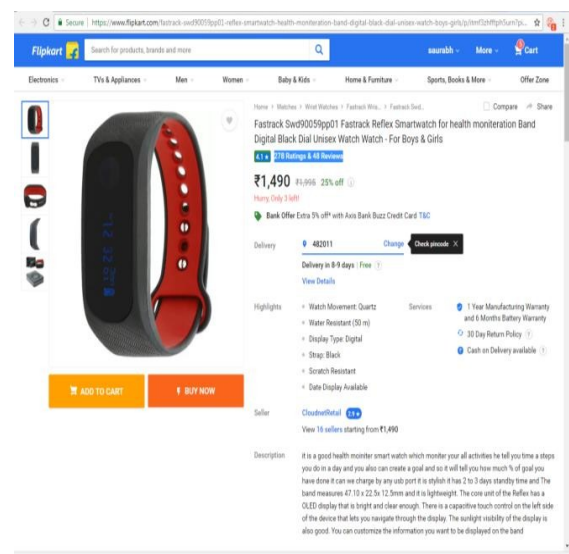 Secure | https://www.flipkart.com/fastrack-swd90059pp01-reflex-smartwatch-health-moniteration-band-digital-black-dial-unisex-watch-boys-girls/p/
Flipkart
Search for products, brands and more
saurabh
More
Cart
Electronics
TVs & Appliances
Men
Women
Baby & Kids
Home & Furniture
Sports, Books & More
Offer Zone
Home > Watches > Wrist Watches > Fastrack Wris... > Fastrack Swd...
Compare
Share
Fastrack Swd90059pp01 Fastrack Reflex Smartwatch for health moniteration Band
Digital Black Dial Unisex Watch Watch - For Boys & Girls
4.1 ★ 278 Ratings & 48 Reviews
₹1,490 ₹1,995 25% off
Hurry, Only 3 left!
Bank Offer Extra 5% off* with Axis Bank Buzz Credit Card T&C
Delivery
482011
Change
Check pincode X
Delivery in 8-9 days | Free ?
View Details
Highlights
Watch Movement: Quartz
Water Resistant (50 m)
Display Type: Digital
Strap: Black
Scratch Resistant
Date Display Available
Services
1 Year Manufacturing Warranty
and 6 Months Battery Warranty
30 Day Return Policy ?
Cash on Delivery available ?
ADD TO CART
BUY NOW
Seller
CloudnetRetail
View 16 sellers starting from ₹1,490
Description
it is a good health moiniter smart watch which moniter your all activities he tell you time a steps
you do in a day and you also can create a goal and so it will tell you how much % of goal you
have done it can we charge by any usb port it is stylish it has 2 to 3 days standby time and The
band measures 47.10 x 22.5x 12.5mm and it is lightweight. The core unit of the Reflex has a
OLED display that is bright and clear enough. There is a capacitive touch control on the left side
of the device that lets you navigate through the display. The sunlight visibility of the display is
also good. You can customize the information you want to be displayed on the band